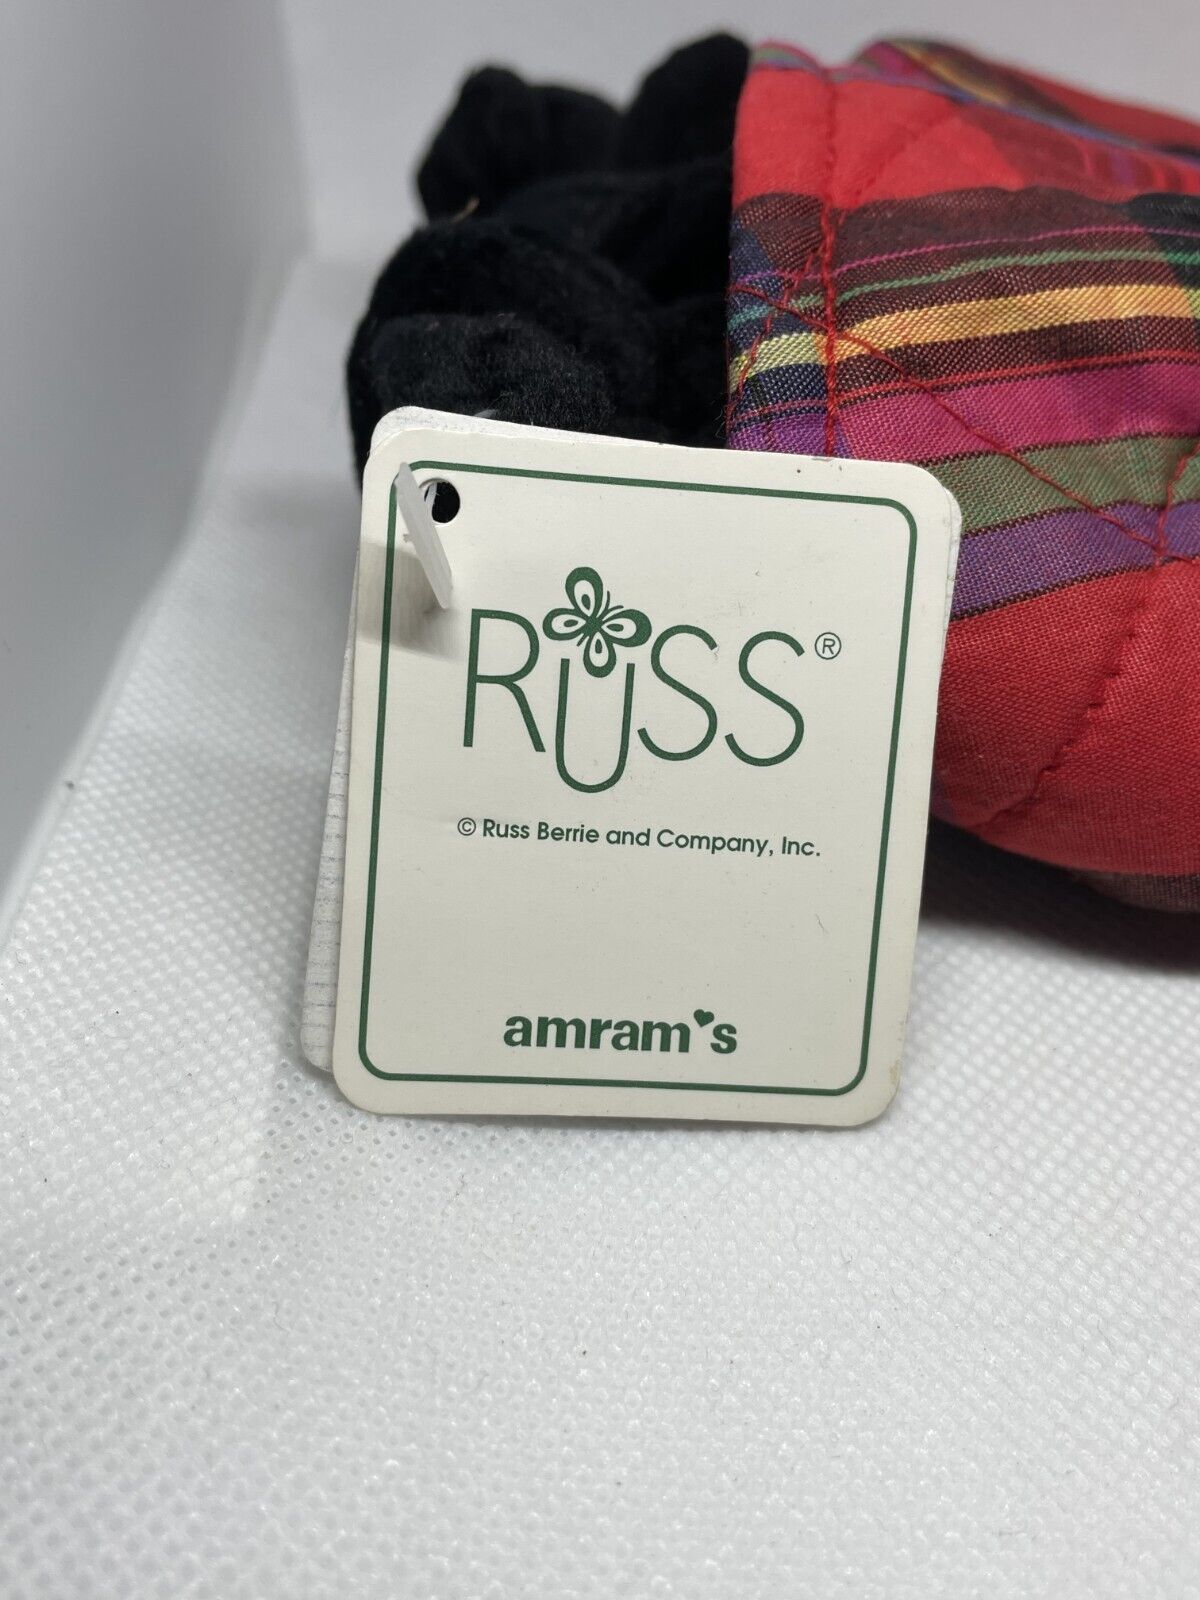 RUSS®
© Russ Berrie and Company, Inc.
amram's